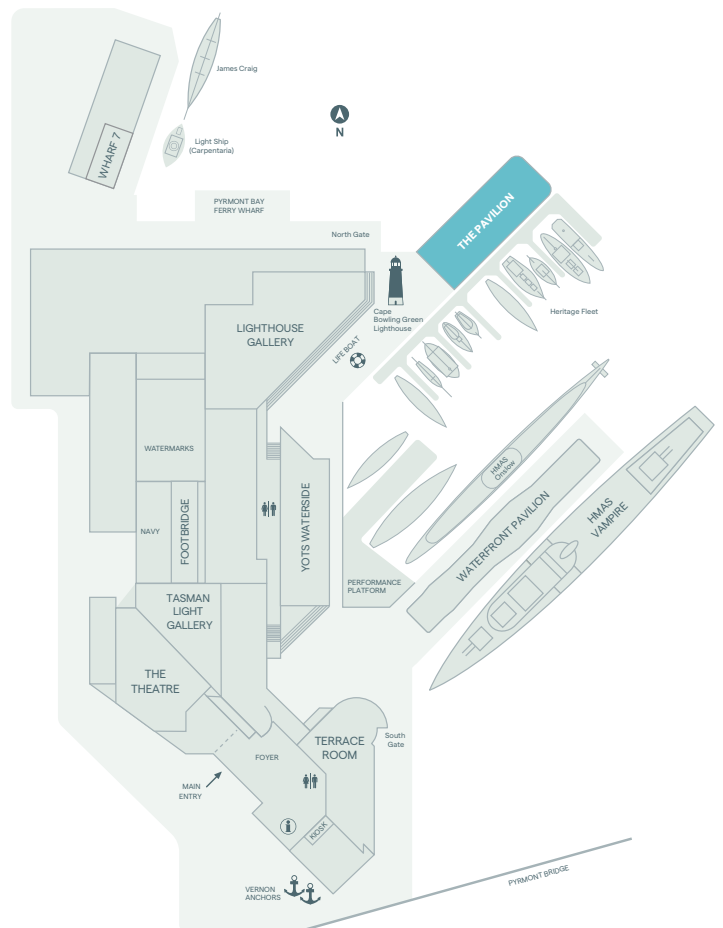 James Craig
Light Ship
(Carpentaria)
WHARF 7
N
PYRMONT BAY
FERRY WHARF
THE PAVILION
North Gate
Cape
Bowling Green
Lighthouse
Heritage Fleet
LIGHTHOUSE
GALLERY
LIFE BOAT
WATERMARKS
HMAS
Onslow
HMAS
VAMPIRE
NAVY
FOOTBRIDGE
YOTS WATERSIDE
WATERFRONT PAVILION
PERFORMANCE
PLATFORM
TASMAN
LIGHT
GALLERY
THE
THEATRE
TERRACE
ROOM
South
Gate
FOYER
MAIN
ENTRY
i
KIOSK
VERNON
ANCHORS
PYRMONT BRIDGE